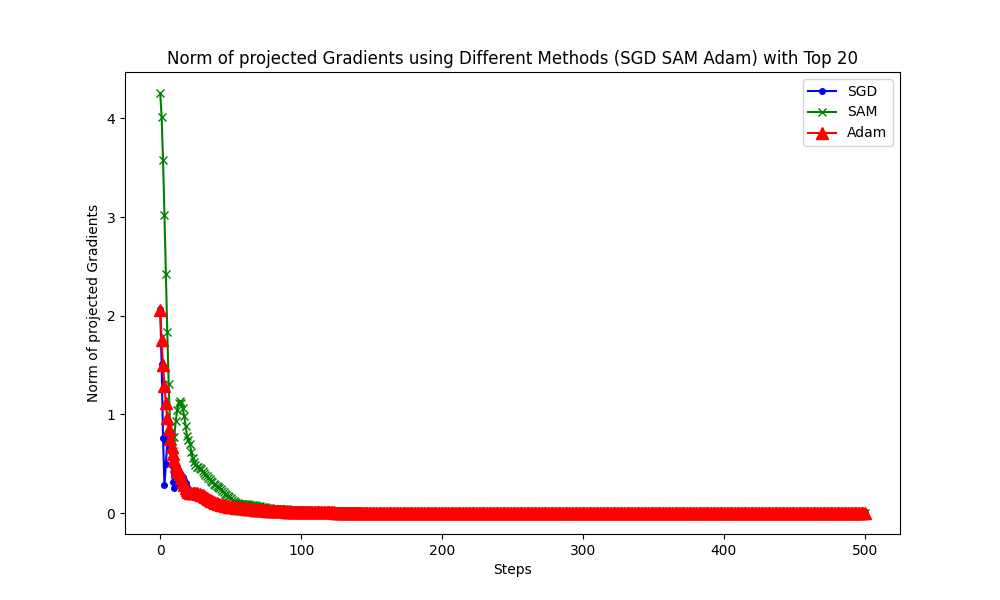 Norm of projected Gradients using Different Methods (SGD SAM Adam) with Top 20
SGD
SAM
Adam
Norm of projected Gradients
4
3
2
1
0
0 100 200 300 400 500
Steps